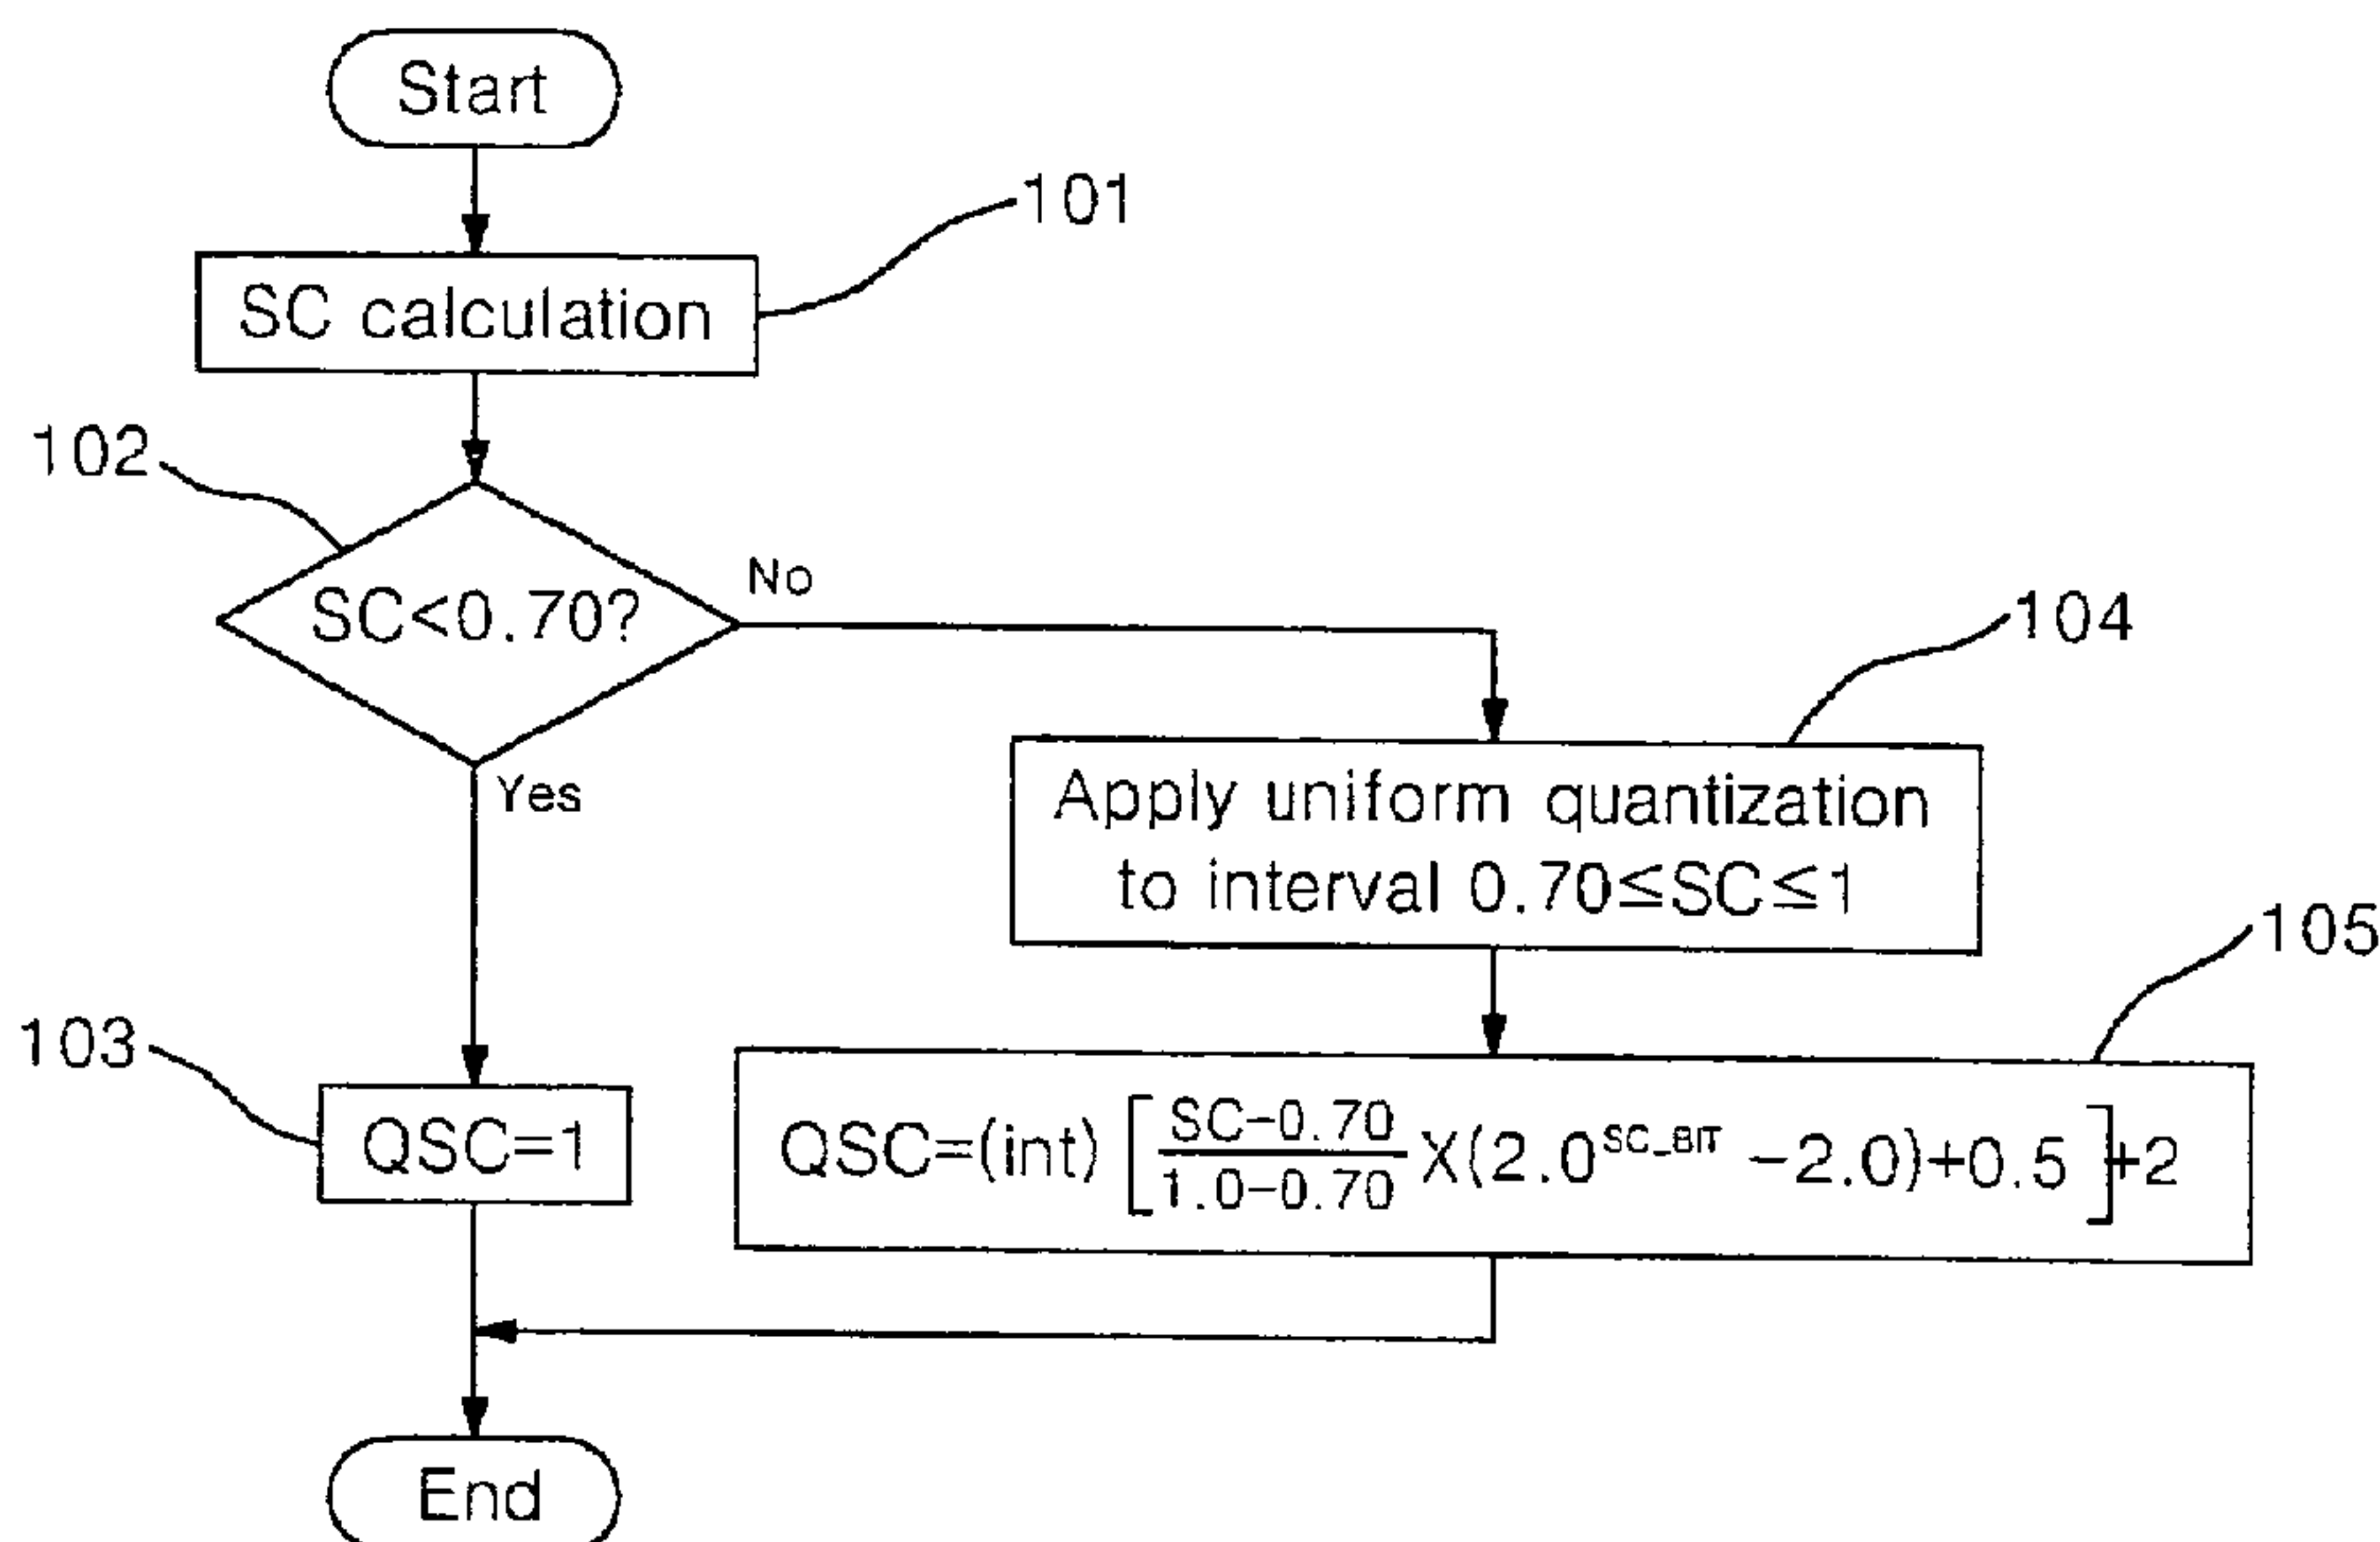 Start
SC calculation
101
102
SC<0.70?
No
Yes
104
Apply uniform quantization
to interval 0.70≤SC≤1
105
103
QSC=1
QSC=(int)[SC-0.70/1.0-0.70 X(2.0^SC_BIT -2.0)+0.5]+2
End